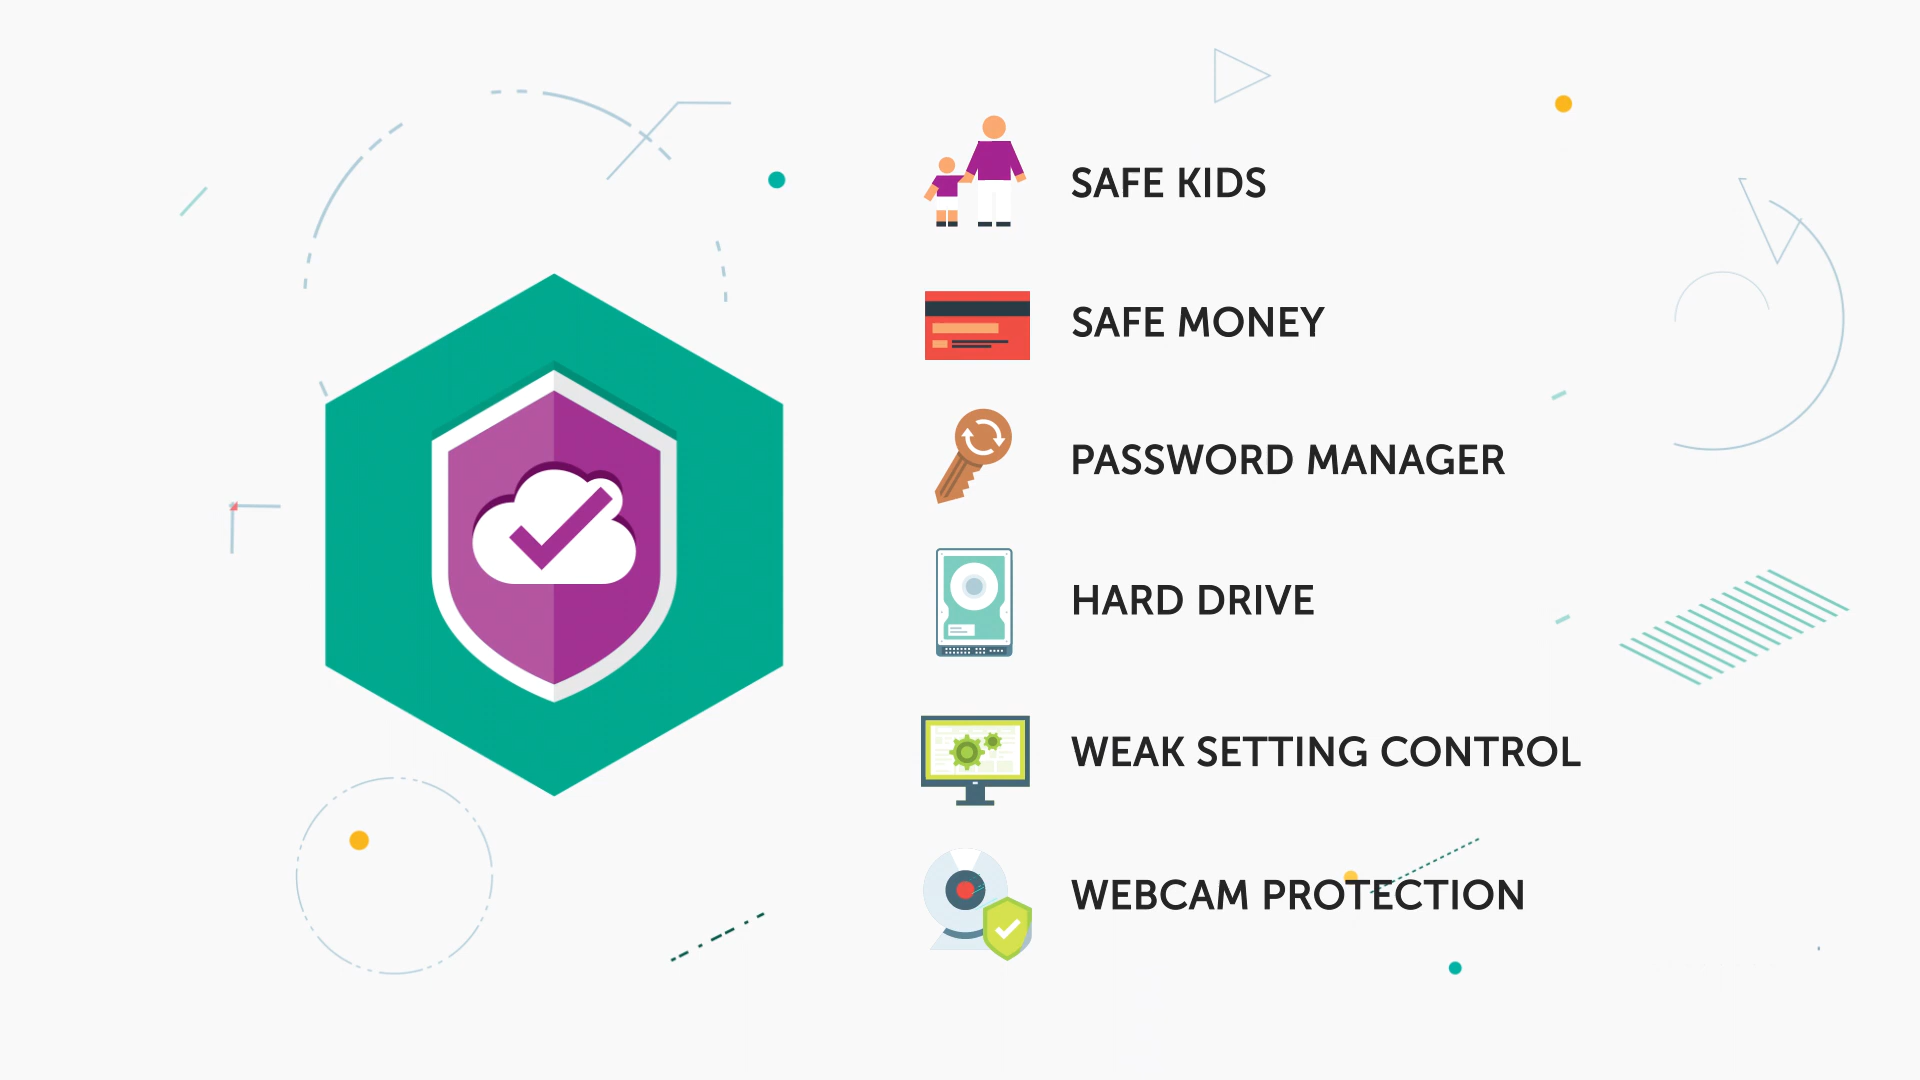 SAFE KIDS
SAFE MONEY
PASSWORD MANAGER
HARD DRIVE
WEAK SETTING CONTROL
WEBCAM PROTECTION